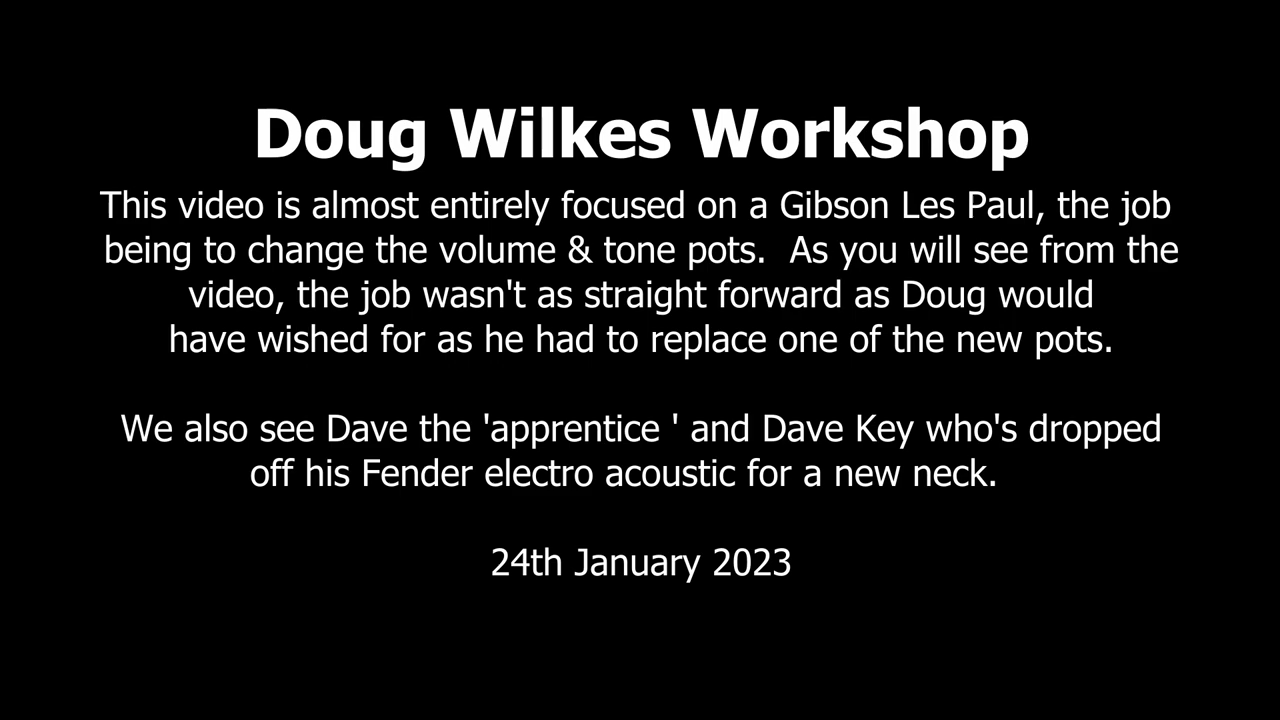 Doug Wilkes Workshop
This video is almost entirely focused on a Gibson Les Paul, the job
being to change the volume & tone pots.  As you will see from the
video, the job wasn't as straight forward as Doug would
have wished for as he had to replace one of the new pots.
We also see Dave the 'apprentice ' and Dave Key who's dropped
off his Fender electro acoustic for a new neck.
24th January 2023